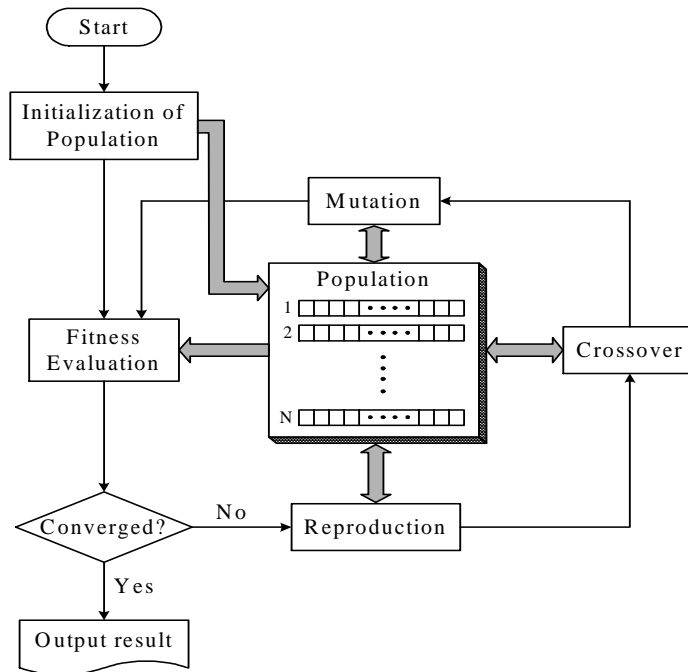 Start
Initialization of
Population
Mutation
Population
1
2
N
Fitness
Evaluation
Crossover
Converged?
No
Reproduction
Yes
Output result